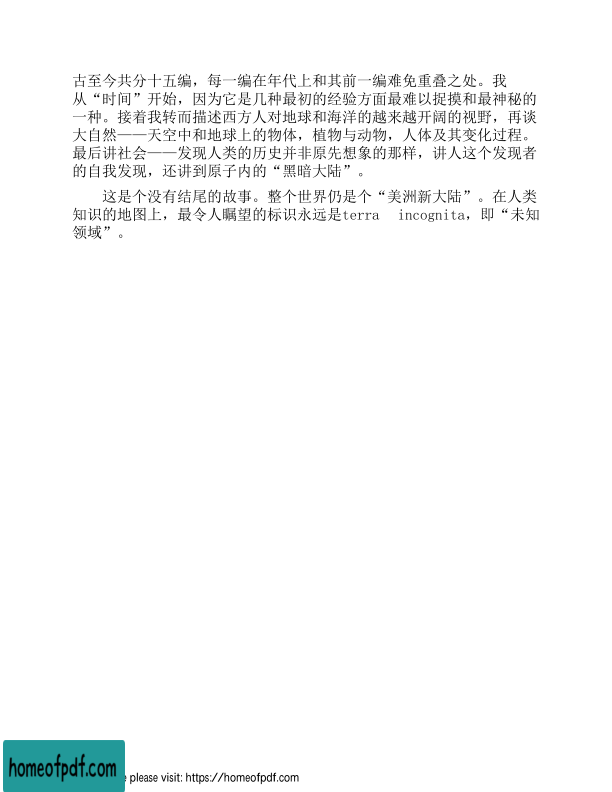 古至今共分十五编，每一编在年代上和其前一编难免重叠之处。我
从“时间”开始，因为它是几种最初的经验方面最难以捉摸和最神秘的
一种。接着我转而描述西方人对地球和海洋的越来越开阔的视野，再谈
大自然——天空中和地球上的物体，植物与动物，人体及其变化过程。
最后讲社会——发现人类的历史并非原先想象的那样，讲人这个发现者
的自我发现，还讲到原子内的“黑暗大陆”。
这是个没有结尾的故事。整个世界仍是个“美洲新大陆”。在人类
知识的地图上，最令人瞩望的标识永远是terra incognita，即“未知
领域”。
homeofpdf.com
please visit: https://homeofpdf.com